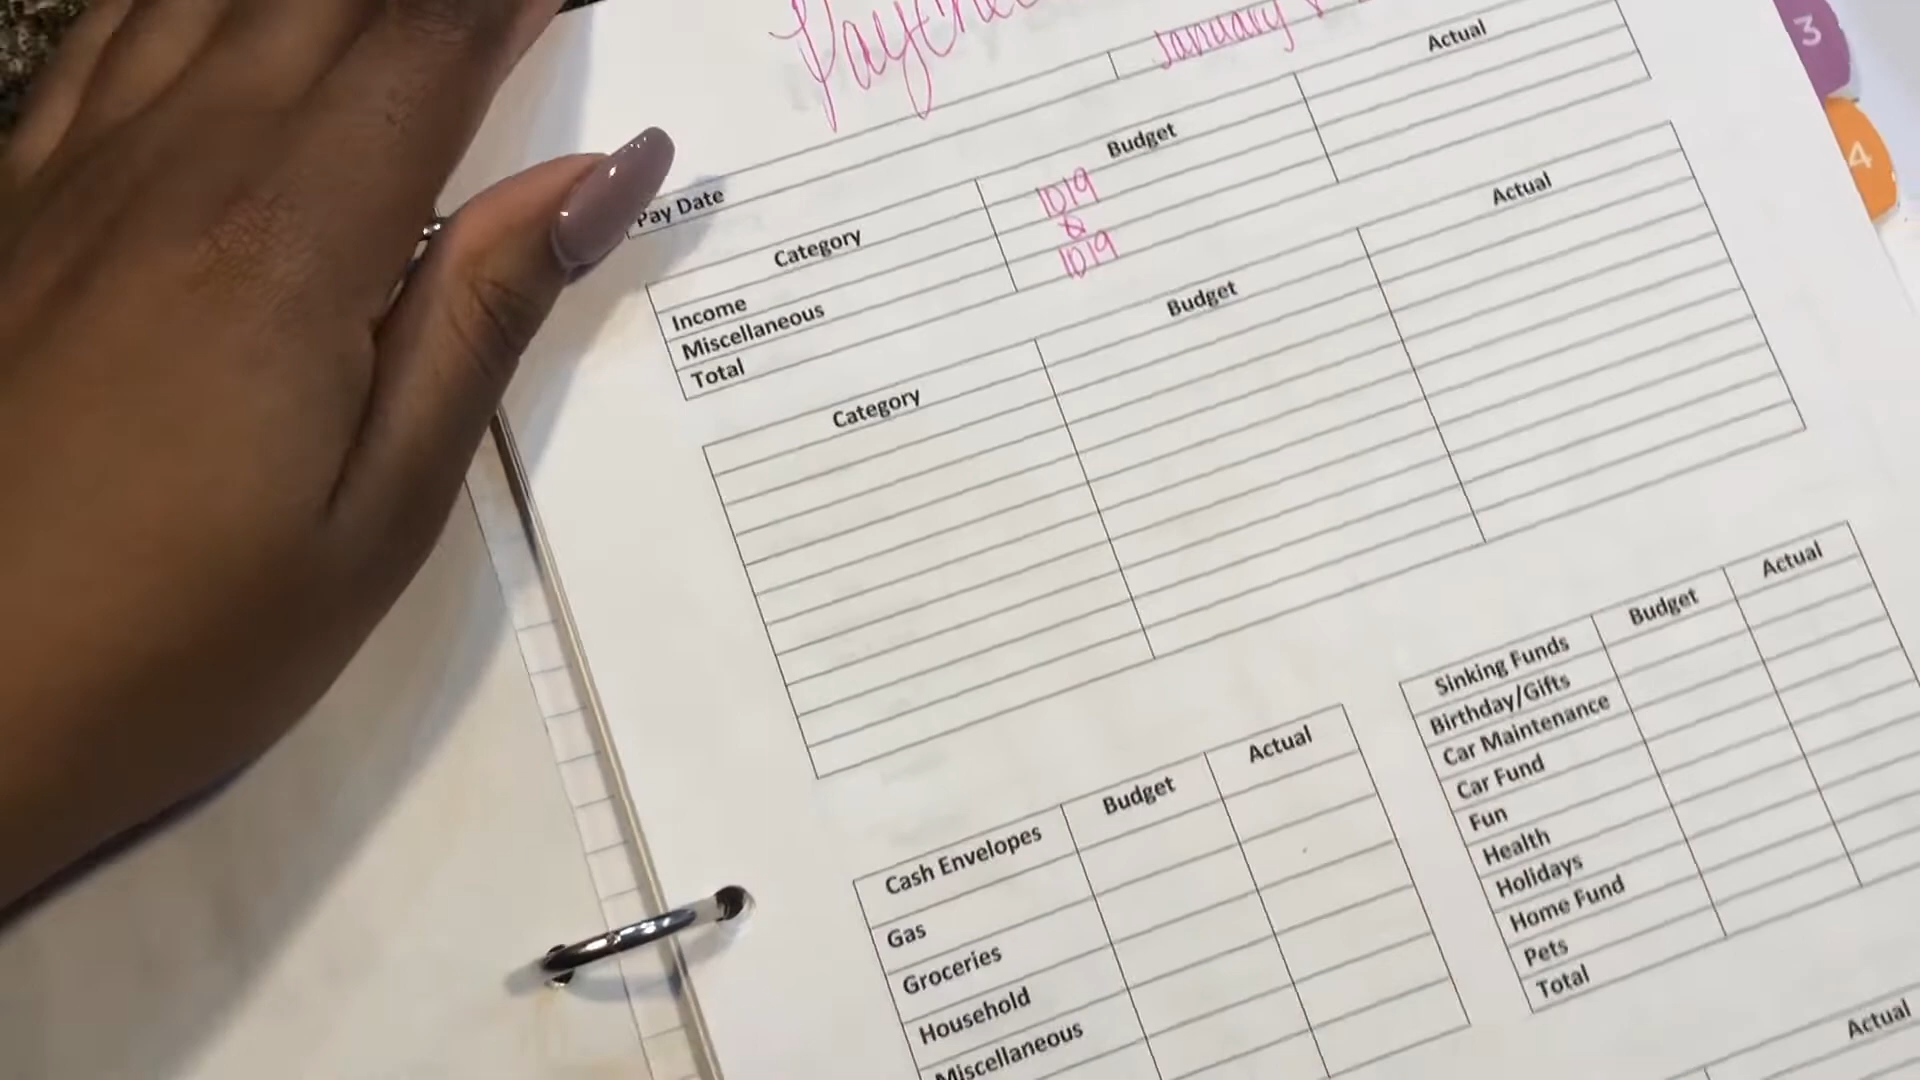 January
Pay Date
Category Budget Actual
Income 1019
Miscellaneous
Total 1019
Category Budget Actual
Cash Envelopes Budget Actual
Gas
Groceries
Household
Miscellaneous
Sinking Funds Budget Actual
Birthday/Gifts
Car Maintenance
Car Fund
Fun
Health
Holidays
Home Fund
Pets
Total
Actual
3
4